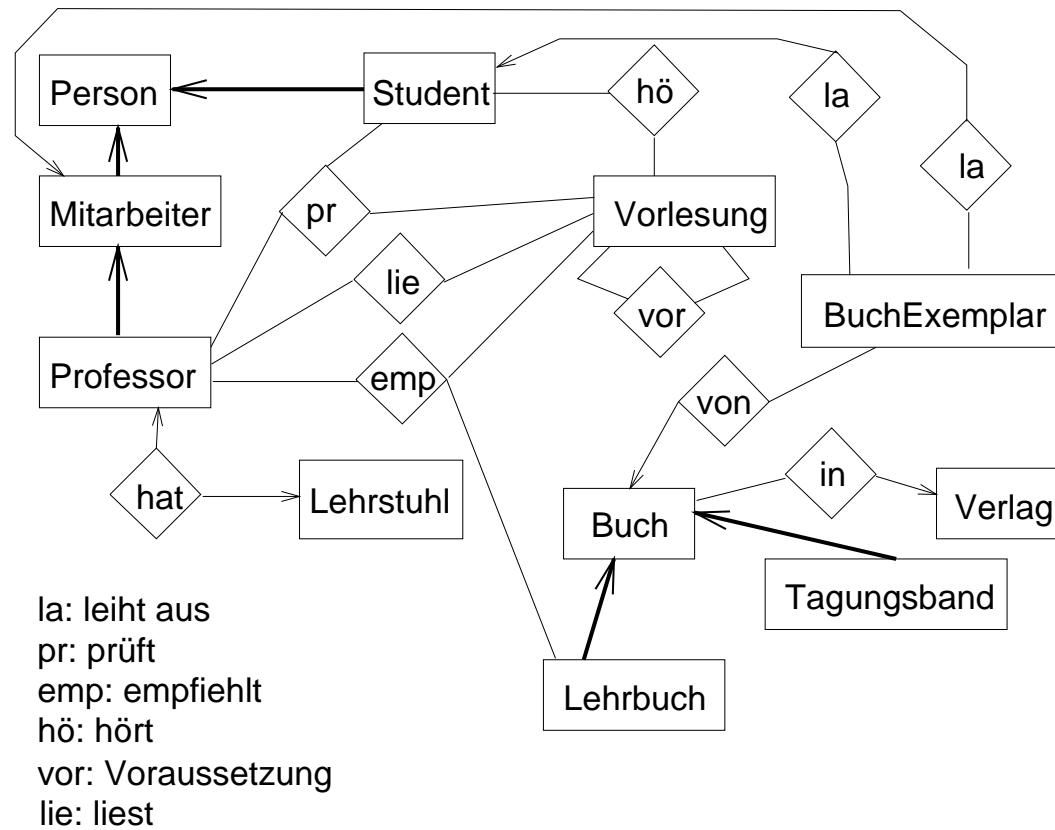 Person
Student
hö
la
la
Mitarbeiter
pr
Vorlesung
lie
vor
BuchExemplar
Professor
emp
von
hat
Lehrstuhl
in
Buch
Verlag
Tagungsband
Lehrbuch
la: leiht aus
pr: prüft
emp: empfiehlt
hö: hört
vor: Voraussetzung
lie: liest